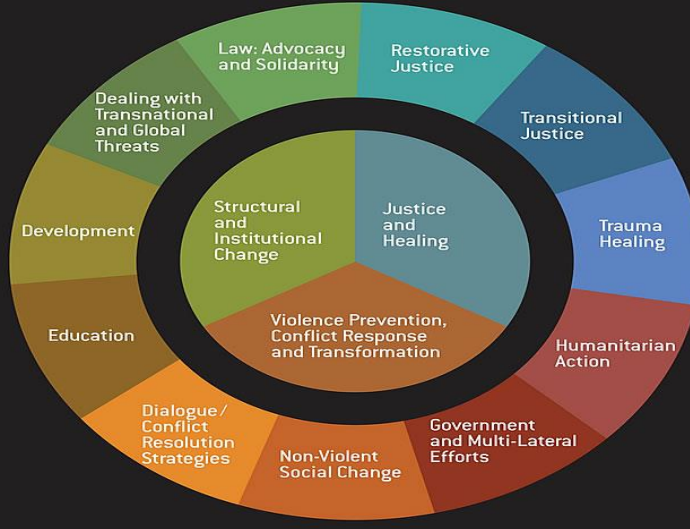 Law: Advocacy
and Solidarity
Restorative
Justice
Dealing with
Transnational
and Global
Threats
Transitional
Justice
Development
Structural
and
Institutional
Change
Justice
and
Healing
Trauma
Healing
Education
Violence Prevention,
Conflict Response
and Transformation
Humanitarian
Action
Dialogue/
Conflict
Resolution
Strategies
Non-Violent
Social Change
Government
and Multi-Lateral
Efforts